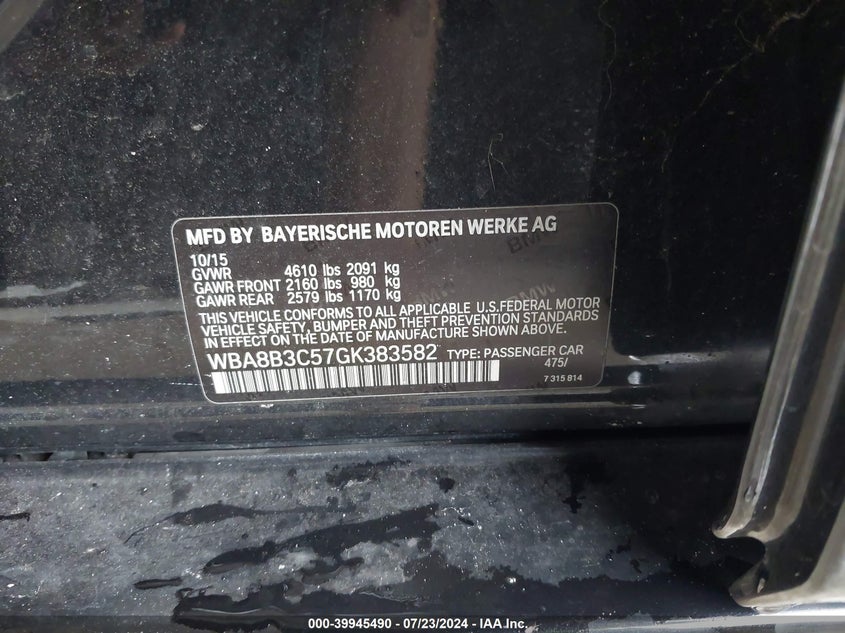 MFD BY BAYERISCHE MOTOREN WERKE AG
10/15
GVWR 4610 lbs 2091 kg
GAWR FRONT 2160 lbs 980 kg
GAWR REAR 2579 lbs 1170 kg
THIS VEHICLE CONFORMS TO ALL APPLICABLE U.S.FEDERAL MOTOR
VEHICLE SAFETY, BUMPER AND THEFT PREVENTION STANDARDS
IN EFFECT ON THE DATE OF MANUFACTURE SHOWN ABOVE.
WBA8B3C57GK383582 TYPE: PASSENGER CAR
475/
7 315 814
000-39945490 - 07/23/2024 - IAA Inc.